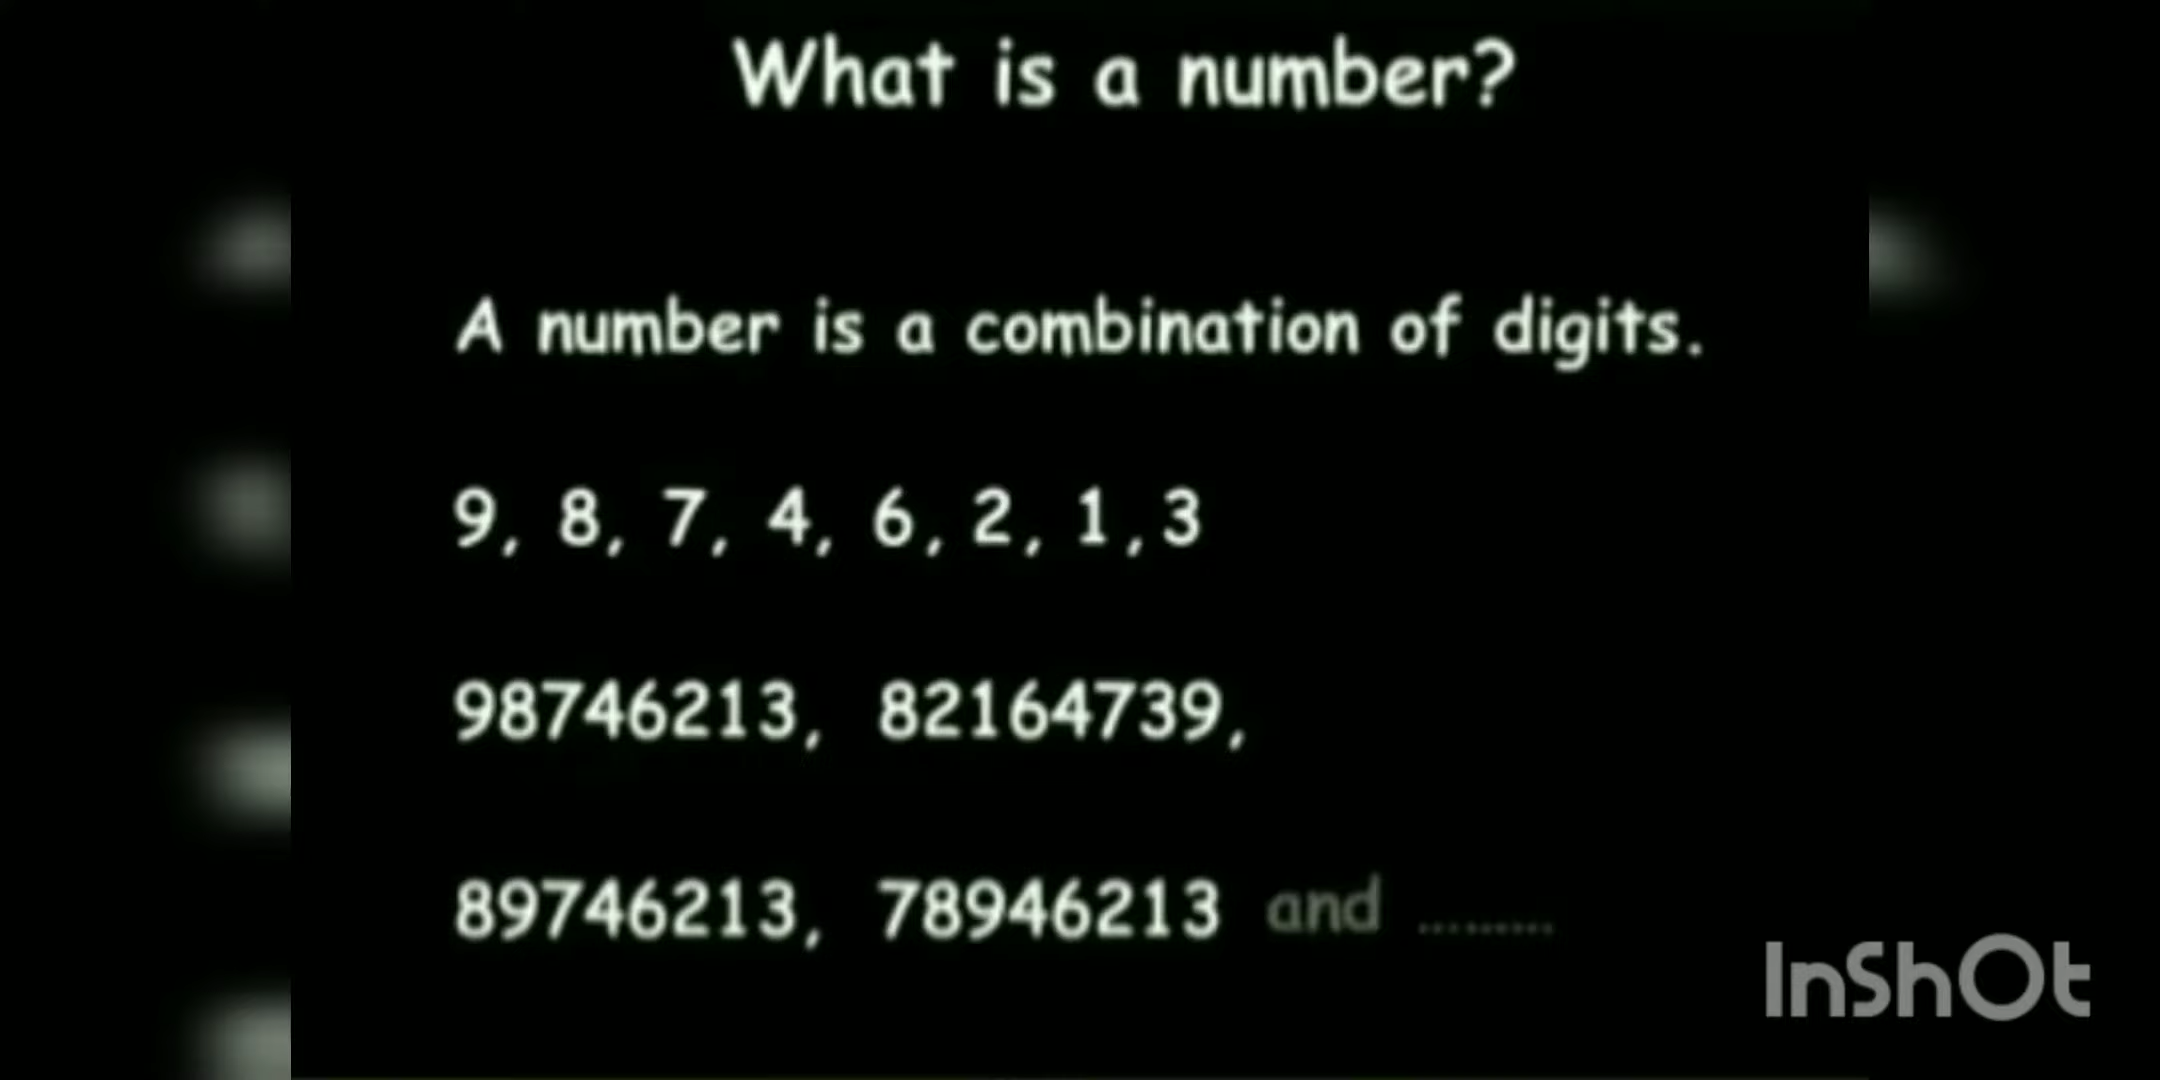 What is a number?
A number is a combination of digits.
9, 8, 7, 4, 6, 2, 1,3
98746213, 82164739,
89746213, 78946213 and .........
InShOt